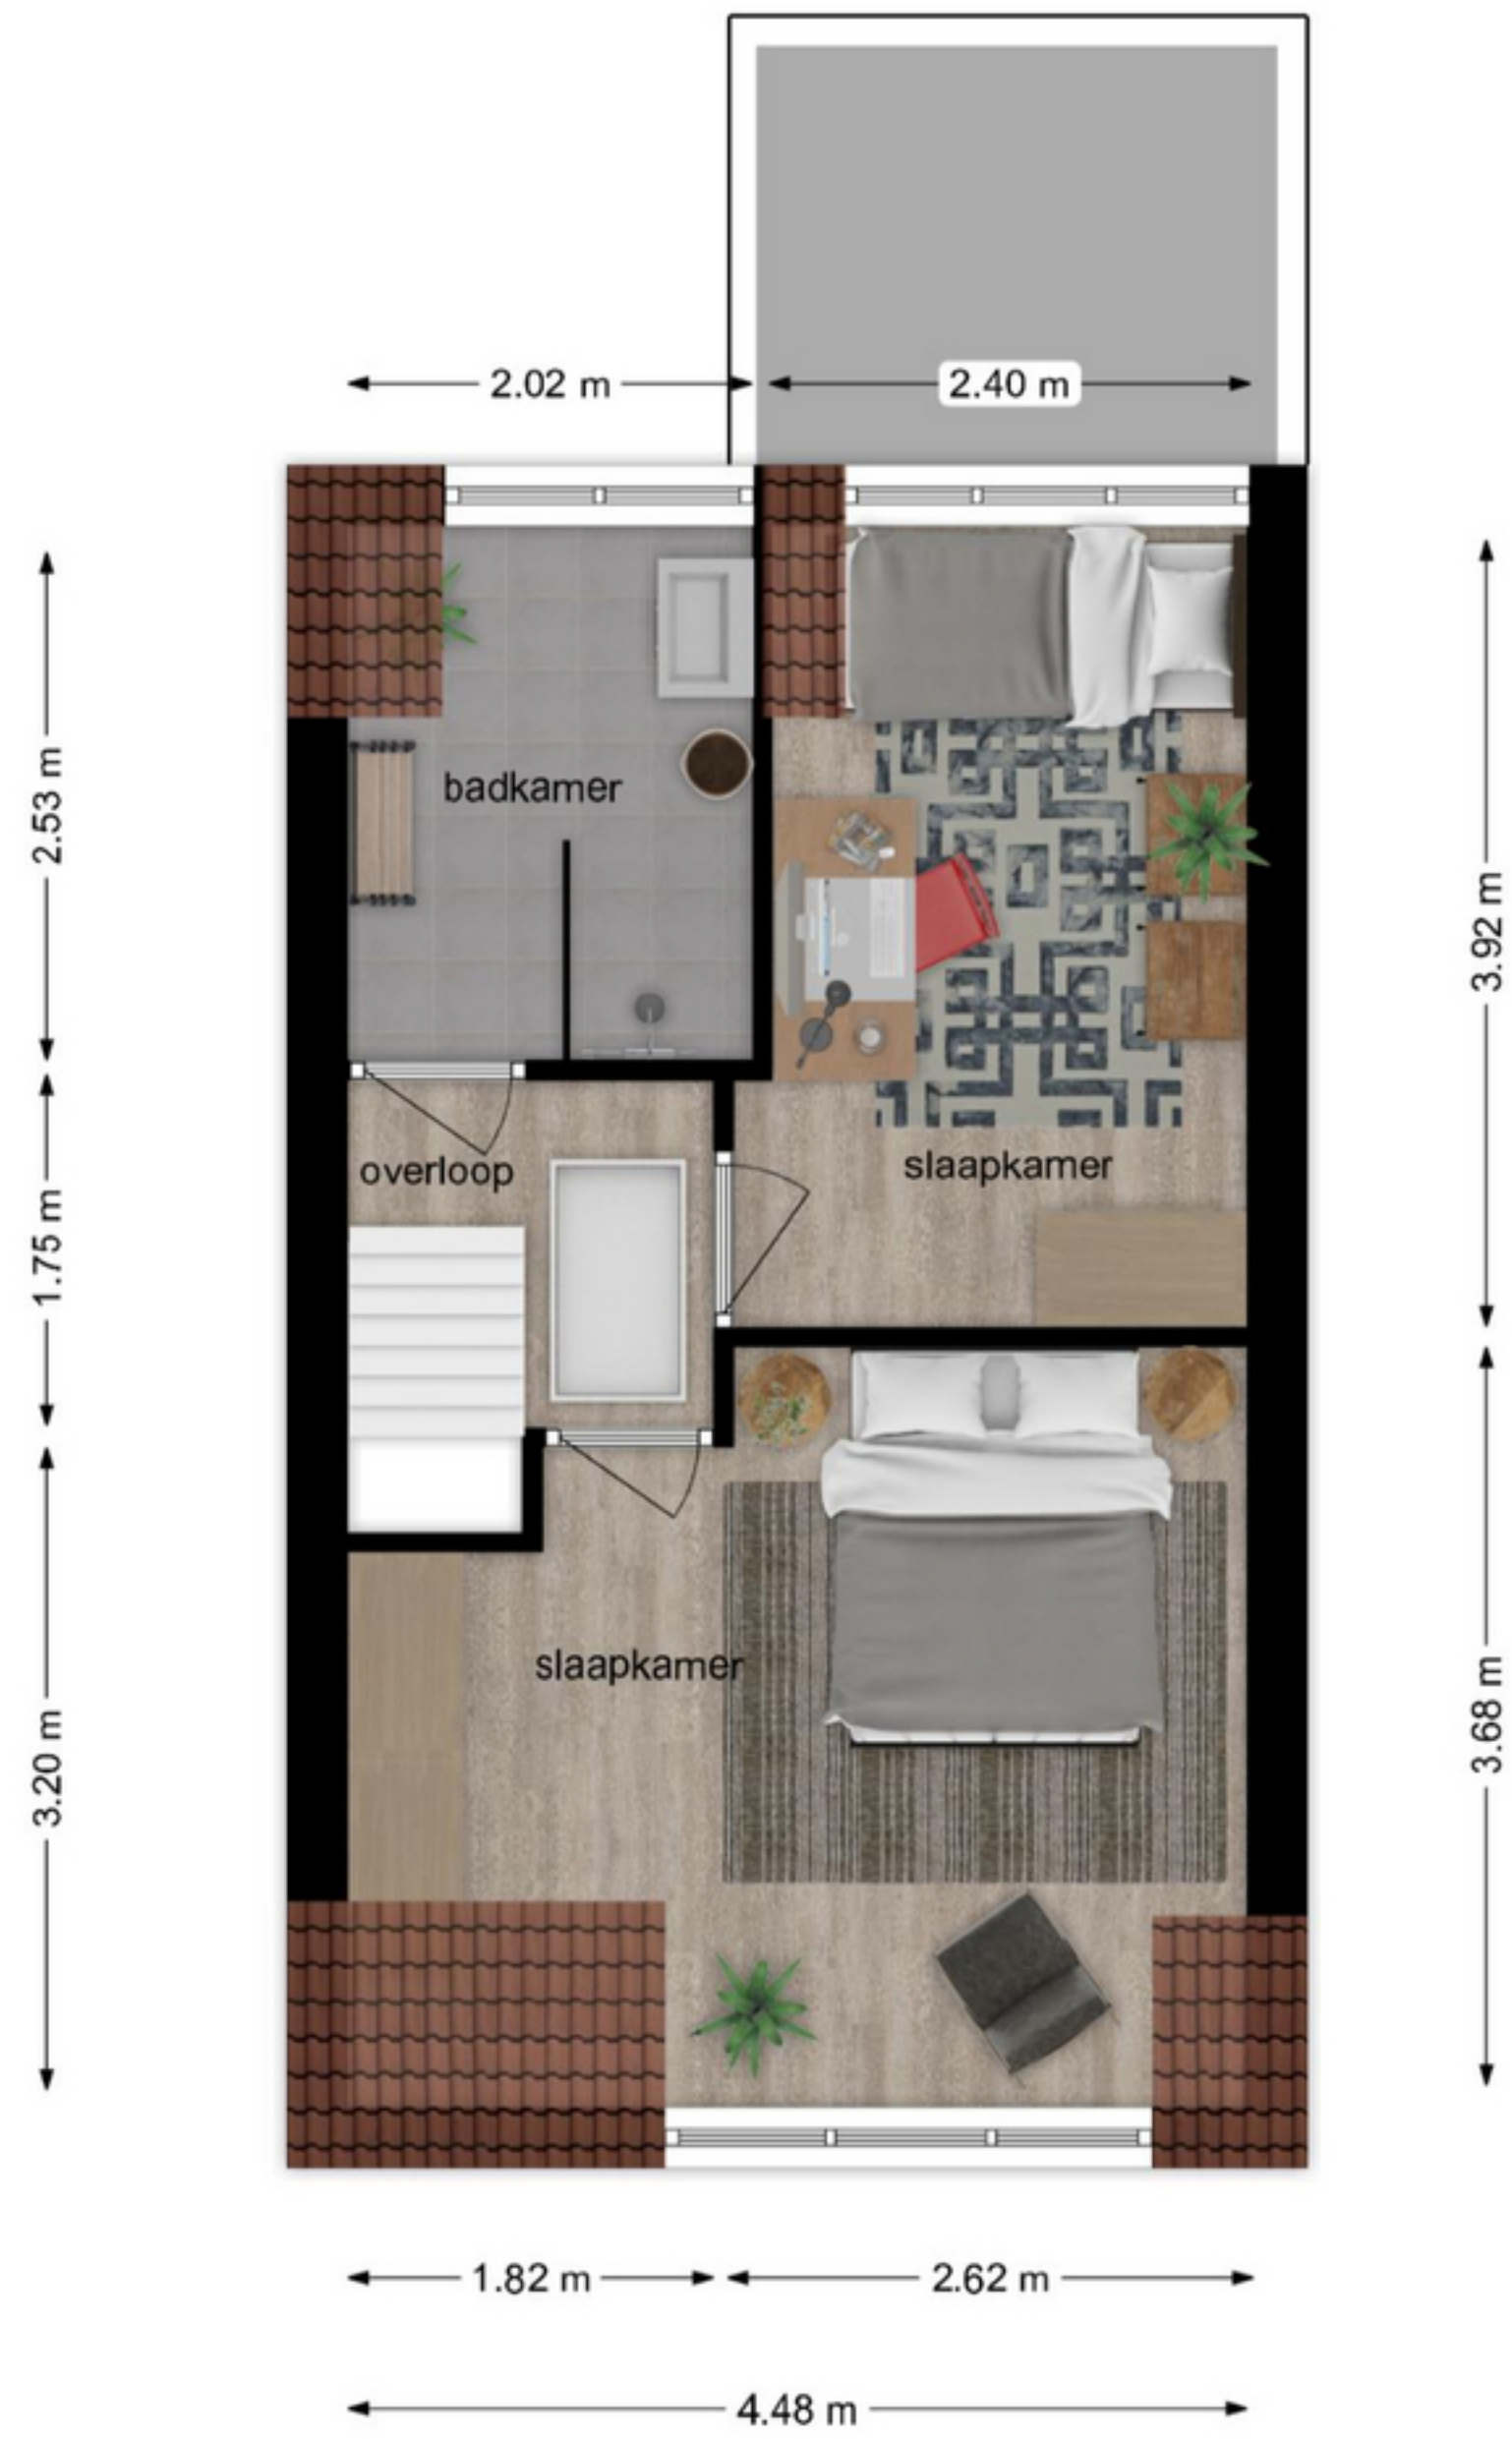 2.02 m
2.40 m
2.53 m
badkamer
3.92 m
overloop
slaapkamer
1.75 m
slaapkamer
3.20 m
3.68 m
1.82 m
2.62 m
4.48 m